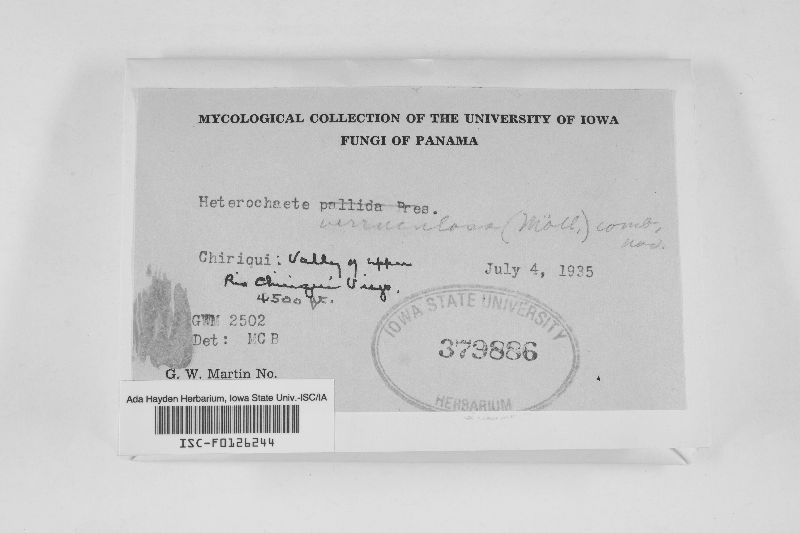 MYCOLOGICAL COLLECTION OF THE UNIVERSITY OF IOWA
FUNGI OF PANAMA
Heterochaete pallida Pres.
verruculosa (Möll.) comb.
nov.
Chiriqui: Valley of upper
Rio Chiriqui Viejo.
4500 ft.
July 4, 1935
GWM 2502
Det: MCB
G. W. Martin No.
IOWA STATE UNIVERSITY
379886
HERBARIUM
Ada Hayden Herbarium, Iowa State Univ.-ISC/IA
ISC-F0126244